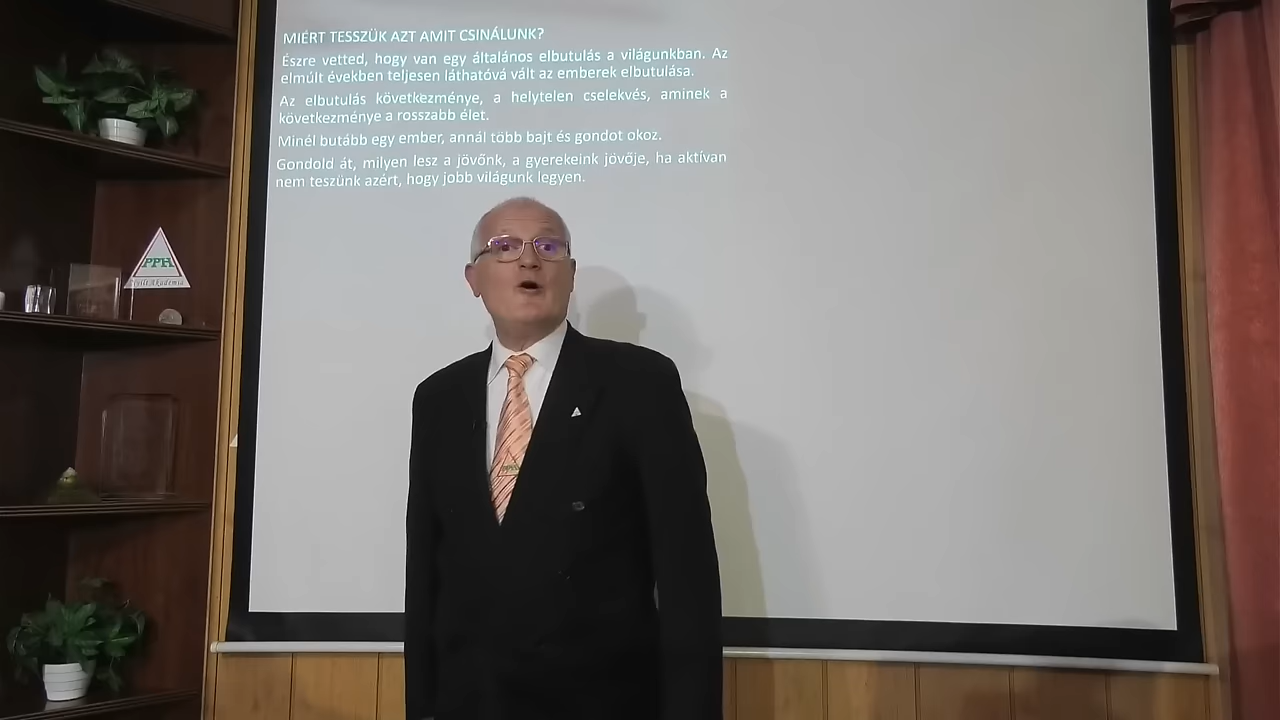 MIÉRT TESSZÜK AZT AMIT CSINÁLUNK?
Észre vetted, hogy van egy általános elbutulás a világunkban. Az
elmúlt években teljesen láthatóvá vált az emberek elbutulása.
Az elbutulás következménye, a helytelen cselekvés, aminek a
következménye a rosszabb élet.
Minél butább egy ember, annál több bajt és gondot okoz.
Gondold át, milyen lesz a jövőnk, a gyerekeink jövője, ha aktívan
nem teszünk azért, hogy jobb világunk legyen.
PPH
Akadémia
PPH